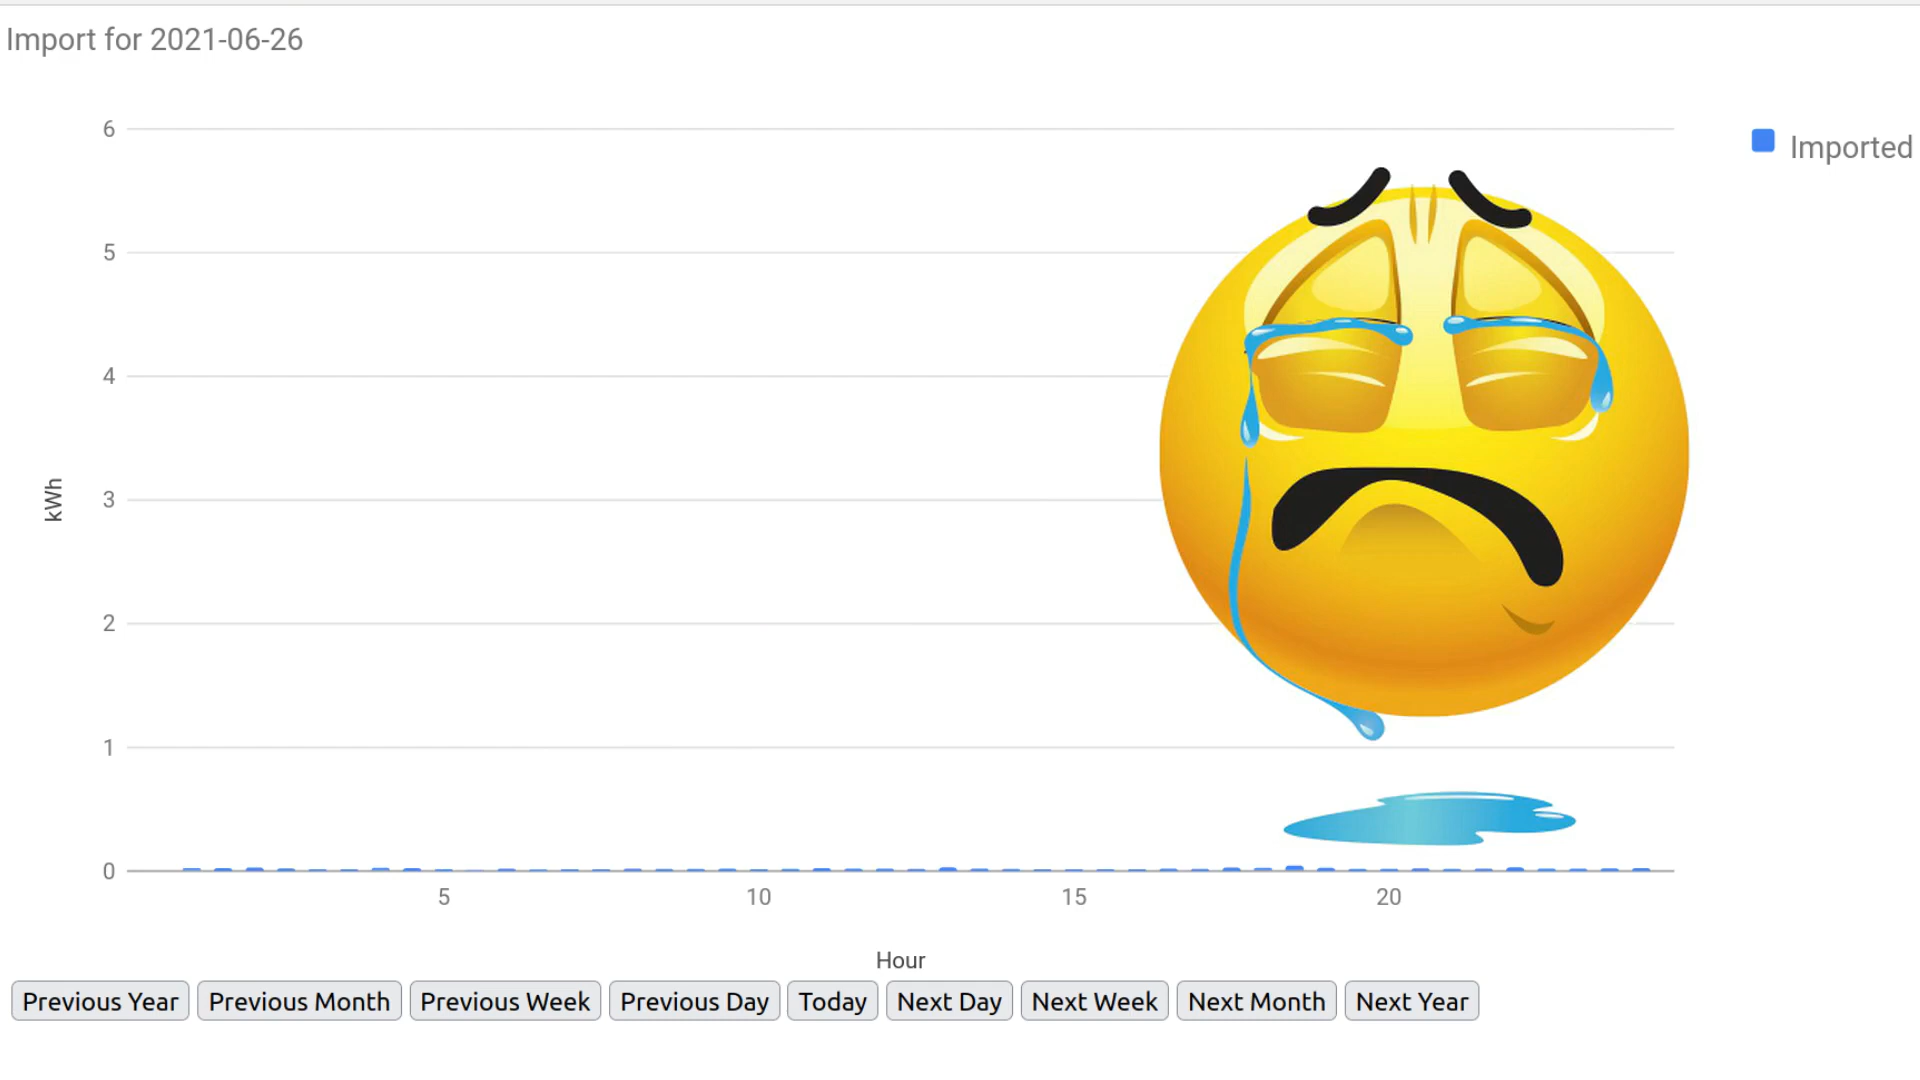 Import for 2021-06-26
6
Imported
5
4
3
kWh
2
1
0
5 10 15 20
Hour
Previous Year Previous Month Previous Week Previous Day Today Next Day Next Week Next Month Next Year